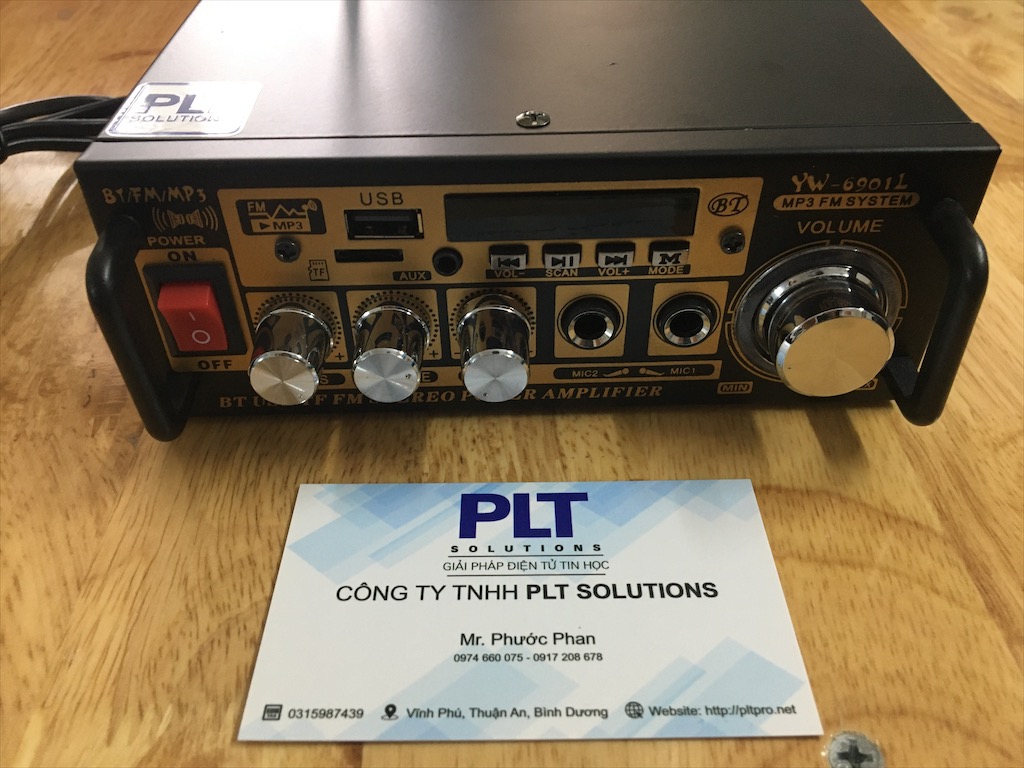 PLT
SOLUTION
BT/FM/MP3
POWER
ON
OFF
FM
MP3
USB
TF
AUX
VOL- SCAN VOL+ MODE
M
BT
YW-6901L
MP3 FM SYSTEM
VOLUME
MIN
MIC2 MIC1
BT FM POWER AMPLIFIER
PLT
SOLUTIONS
GIẢI PHÁP ĐIỆN TỬ TIN HỌC
CÔNG TY TNHH PLT SOLUTIONS
Mr. Phước Phan
0974 660 075 - 0917 208 678
0315987439 Vĩnh Phú, Thuận An, Bình Dương Website: http://pltpro.net